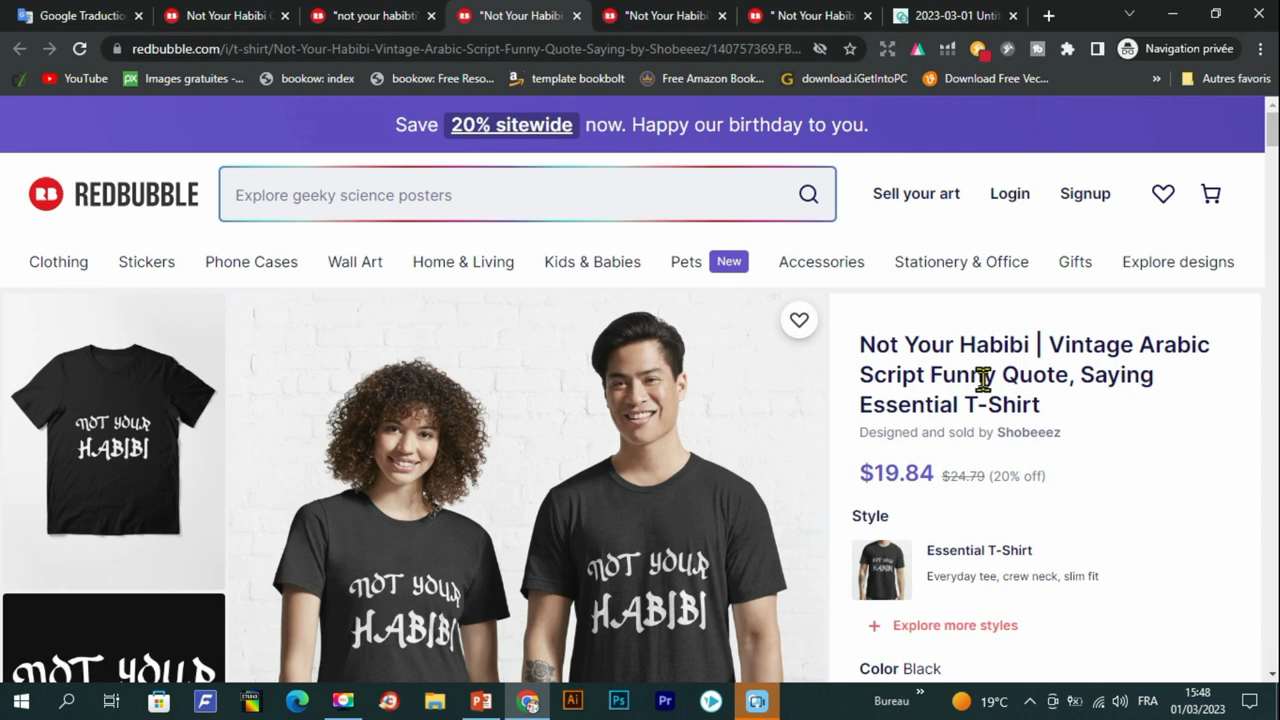 Google Traductio
Not Your Habibi
"not your habibti
"Not Your Habibi
"Not Your Habibi
" Not Your Habibi
2023-03-01 Untit
redbubble.com/i/t-shirt/Not-Your-Habibi-Vintage-Arabic-Script-Funny-Quote-Saying-by-Shobeeez/140757369.FB...
Navigation privée
YouTube
Images gratuites -...
bookow: index
bookow: Free Reso...
template bookbolt
Free Amazon Book...
download.iGetIntoPC
Download Free Vec...
»
Autres favoris
Save 20% sitewide now. Happy our birthday to you.
RB REDBUBBLE
Explore geeky science posters
Sell your art
Login
Signup
Clothing
Stickers
Phone Cases
Wall Art
Home & Living
Kids & Babies
Pets New
Accessories
Stationery & Office
Gifts
Explore designs
NOT YOUR
HABIBI
NOT YOUR
NOT YOUR
HABIBI
NOT YOUR
HABIBI
Not Your Habibi | Vintage Arabic
Script Funny Quote, Saying
Essential T-Shirt
Designed and sold by Shobeeez
$19.84 $24.79 (20% off)
Style
Essential T-Shirt
Everyday tee, crew neck, slim fit
+ Explore more styles
Color Black
Bureau
»
19°C
FRA
15:48
01/03/2023